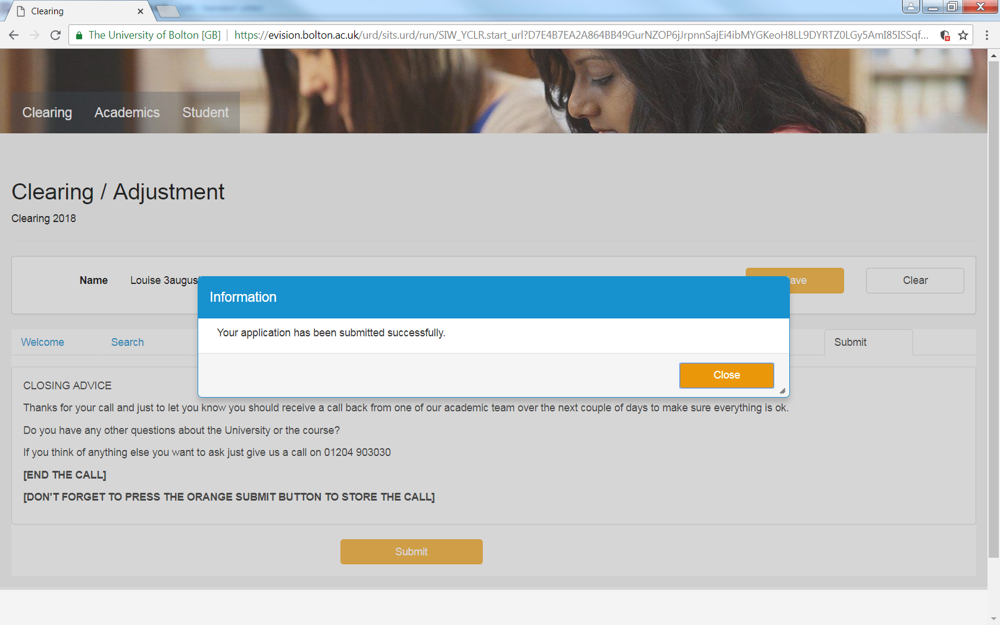 Clearing
The University of Bolton [GB] https://evision.bolton.ac.uk/urd/sits.urd/run/SIW_YCLR.start_url?D7E4B7EA2A864BB49GurNZOP6jJrpnnSajEi4ibMYGKeoH8LL9DYRTZ0LGy5AmI85ISSqf...
Clearing Academics Student
Clearing / Adjustment
Clearing 2018
Name Louise 3augus ave Clear
Information
Your application has been submitted successfully.
Close
Welcome Search Submit
CLOSING ADVICE
Thanks for your call and just to let you know you should receive a call back from one of our academic team over the next couple of days to make sure everything is ok.
Do you have any other questions about the University or the course?
If you think of anything else you want to ask just give us a call on 01204 903030
[END THE CALL]
[DON'T FORGET TO PRESS THE ORANGE SUBMIT BUTTON TO STORE THE CALL]
Submit